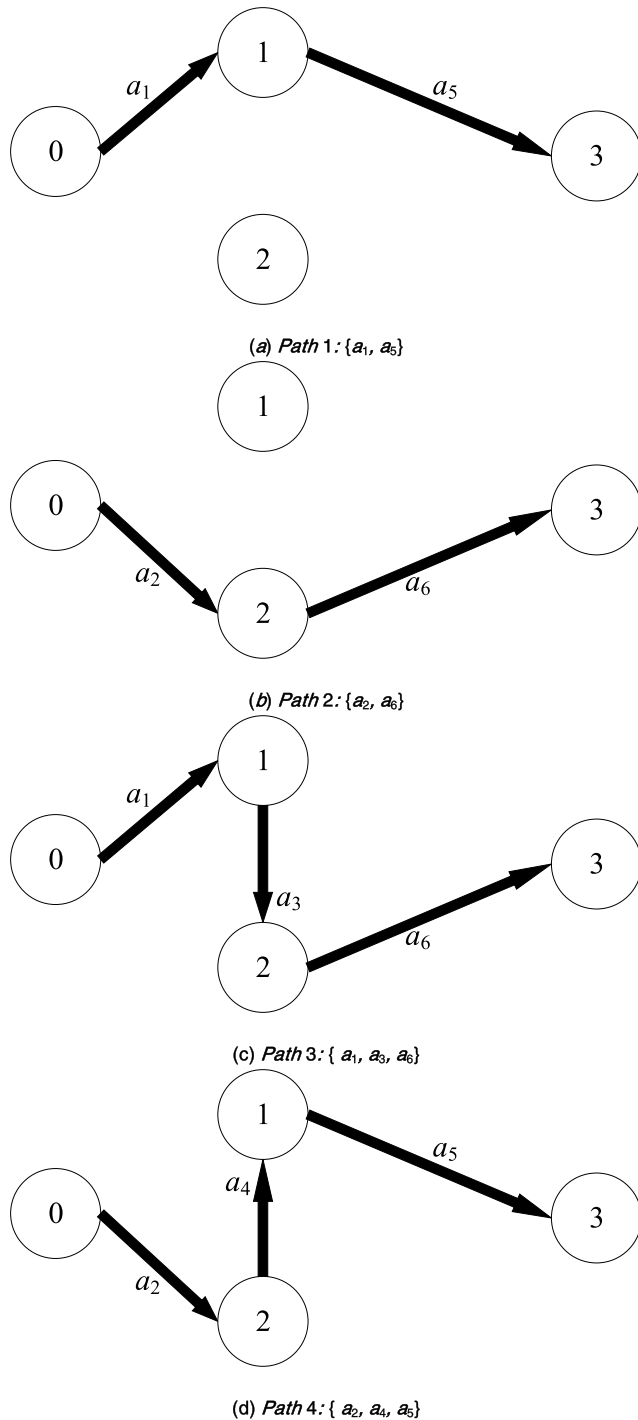 1
a₁
a₅
0
3
2
(a) Path 1: {a₁, a₅}
1
0
3
a₂
a₆
2
(b) Path 2: {a₂, a₆}
1
a₁
0
3
a₃
a₆
2
(c) Path 3: { a₁, a₃, a₆}
1
a₅
a₄
0
3
a₂
2
(d) Path 4: { a₂, a₄, a₅}